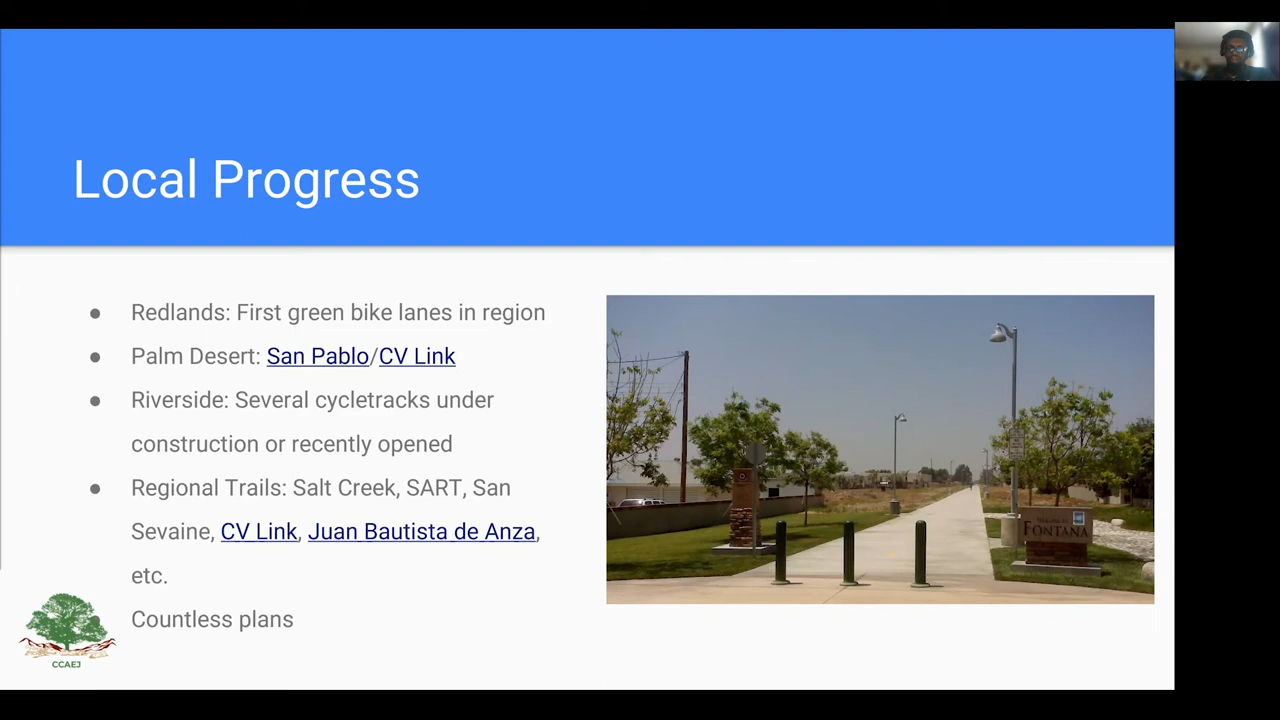 Local Progress
● Redlands: First green bike lanes in region
● Palm Desert: San Pablo/CV Link
● Riverside: Several cycletracks under
construction or recently opened
● Regional Trails: Salt Creek, SART, San
Sevaine, CV Link, Juan Bautista de Anza,
etc.
Countless plans
FONTANA
CCAEJ